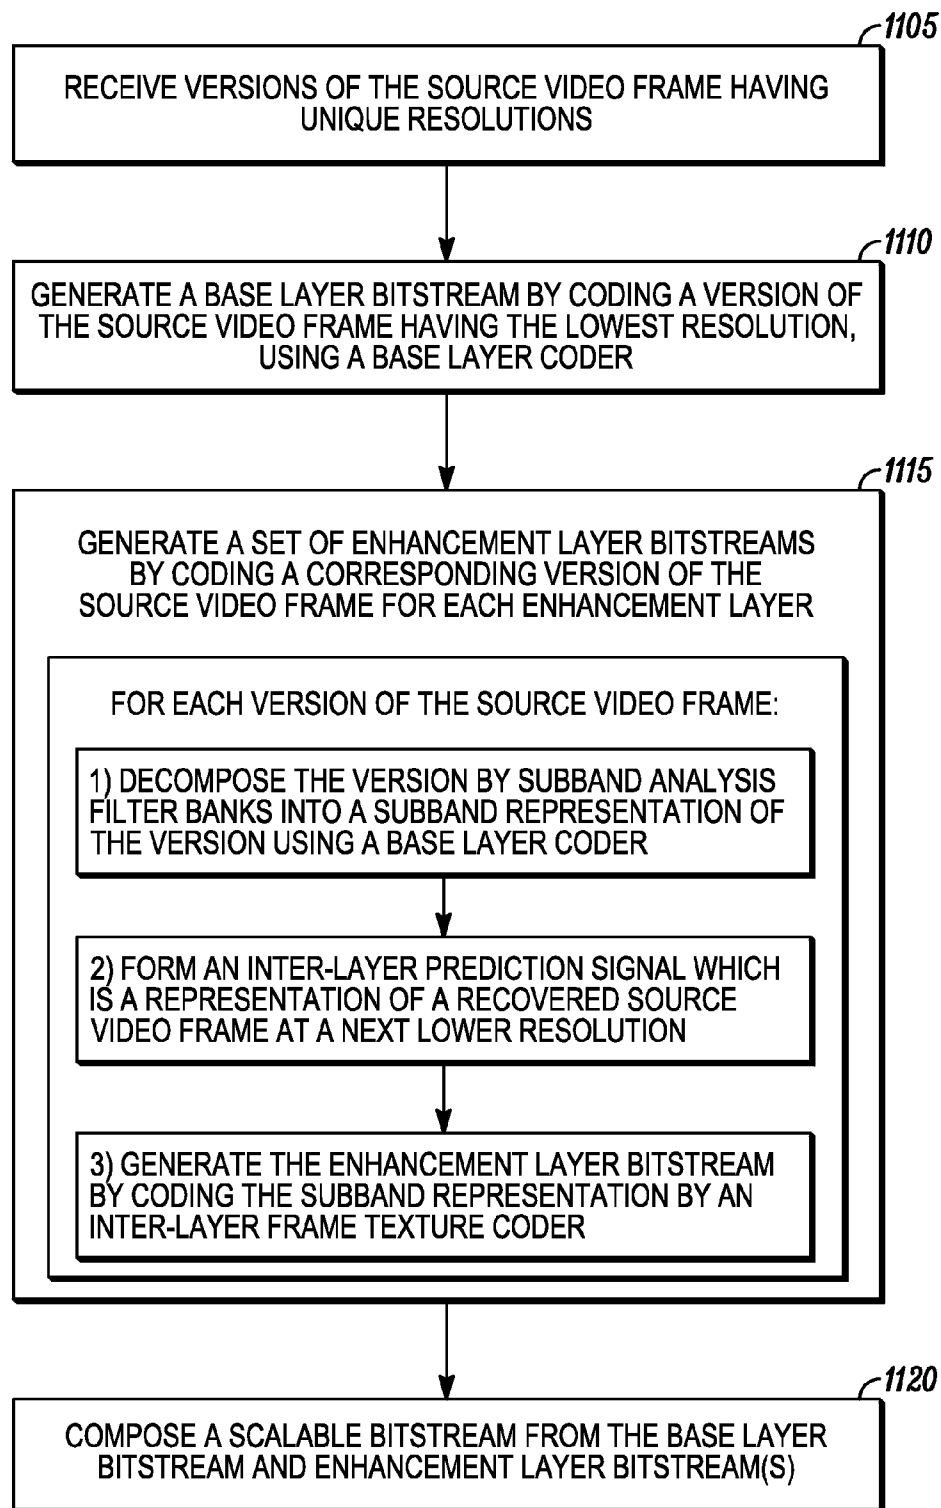 1105
RECEIVE VERSIONS OF THE SOURCE VIDEO FRAME HAVING
UNIQUE RESOLUTIONS
1110
GENERATE A BASE LAYER BITSTREAM BY CODING A VERSION OF
THE SOURCE VIDEO FRAME HAVING THE LOWEST RESOLUTION,
USING A BASE LAYER CODER
1115
GENERATE A SET OF ENHANCEMENT LAYER BITSTREAMS
BY CODING A CORRESPONDING VERSION OF THE
SOURCE VIDEO FRAME FOR EACH ENHANCEMENT LAYER
FOR EACH VERSION OF THE SOURCE VIDEO FRAME:
1) DECOMPOSE THE VERSION BY SUBBAND ANALYSIS
FILTER BANKS INTO A SUBBAND REPRESENTATION OF
THE VERSION USING A BASE LAYER CODER
2) FORM AN INTER-LAYER PREDICTION SIGNAL WHICH
IS A REPRESENTATION OF A RECOVERED SOURCE
VIDEO FRAME AT A NEXT LOWER RESOLUTION
3) GENERATE THE ENHANCEMENT LAYER BITSTREAM
BY CODING THE SUBBAND REPRESENTATION BY AN
INTER-LAYER FRAME TEXTURE CODER
1120
COMPOSE A SCALABLE BITSTREAM FROM THE BASE LAYER
BITSTREAM AND ENHANCEMENT LAYER BITSTREAM(S)